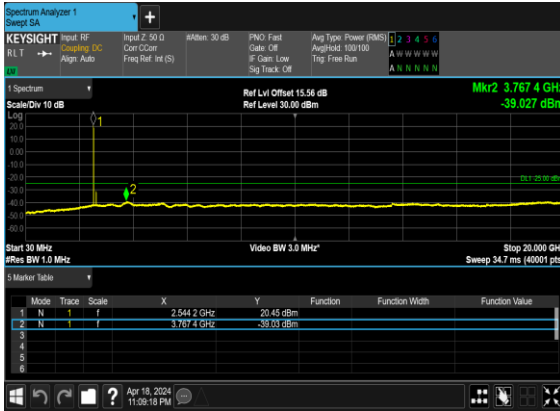 Spectrum Analyzer 1
Swept SA
+
KEYSIGHT Input: RF Input Z: 50 Ω #Atten: 30 dB PNO: Fast Avg Type: Power (RMS) 1 2 3 4 5 6
RLT Coupling: DC Corr CCorr Gate: Off Avg|Hold: 100/100 A W W W W W
Align: Auto Freq Ref: Int (S) IF Gain: Low Trig: Free Run
Sig Track: Off A N N N N N
1 Spectrum Ref Lvl Offset 15.56 dB Mkr2 3.767 4 GHz
Scale/Div 10 dB Ref Level 30.00 dBm -39.027 dBm
Log
20.0
10.0
0.00
-10.0
-20.0
-30.0
-40.0
-50.0
-60.0
1
2
DL1 -25.00 dBm
Start 30 MHz Video BW 3.0 MHz* Stop 20.000 GHz
#Res BW 1.0 MHz Sweep 34.7 ms (40001 pts)
5 Marker Table
Mode Trace Scale X Y Function Function Width Function Value
1 N 1 f 2.544 2 GHz 20.45 dBm
2 N 1 f 3.767 4 GHz -39.03 dBm
3
4
5
6
? Apr 18, 2024
11:09:18 PM